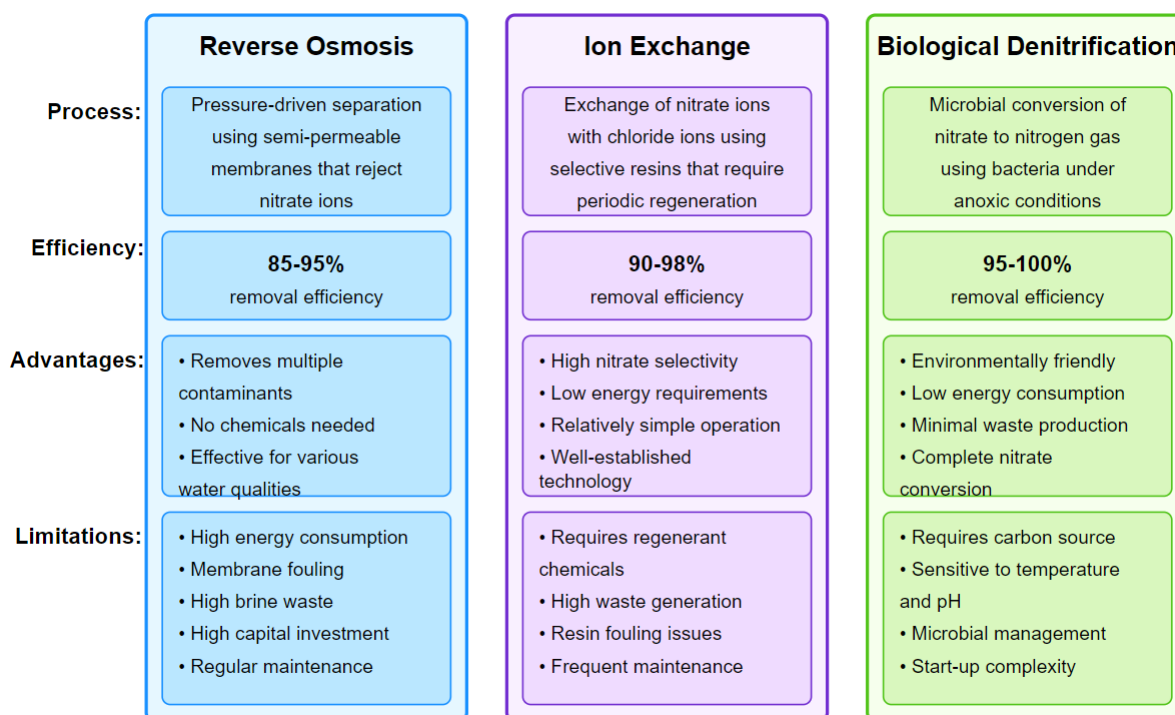 Reverse Osmosis
Ion Exchange
Biological Denitrification
Process:
Pressure-driven separation
using semi-permeable
membranes that reject
nitrate ions
Exchange of nitrate ions
with chloride ions using
selective resins that require
periodic regeneration
Microbial conversion of
nitrate to nitrogen gas
using bacteria under
anoxic conditions
Efficiency:
85-95%
removal efficiency
90-98%
removal efficiency
95-100%
removal efficiency
Advantages:
• Removes multiple
contaminants
• No chemicals needed
• Effective for various
water qualities
• High nitrate selectivity
• Low energy requirements
• Relatively simple operation
• Well-established
technology
• Environmentally friendly
• Low energy consumption
• Minimal waste production
• Complete nitrate
conversion
Limitations:
• High energy consumption
• Membrane fouling
• High brine waste
• High capital investment
• Regular maintenance
• Requires regenerant
chemicals
• High waste generation
• Resin fouling issues
• Frequent maintenance
• Requires carbon source
• Sensitive to temperature
and pH
• Microbial management
• Start-up complexity